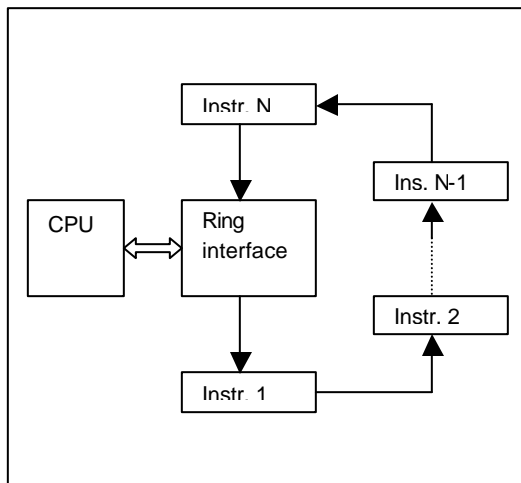 Instr. N
Ins. N-1
CPU
Ring
interface
Instr. 2
Instr. 1